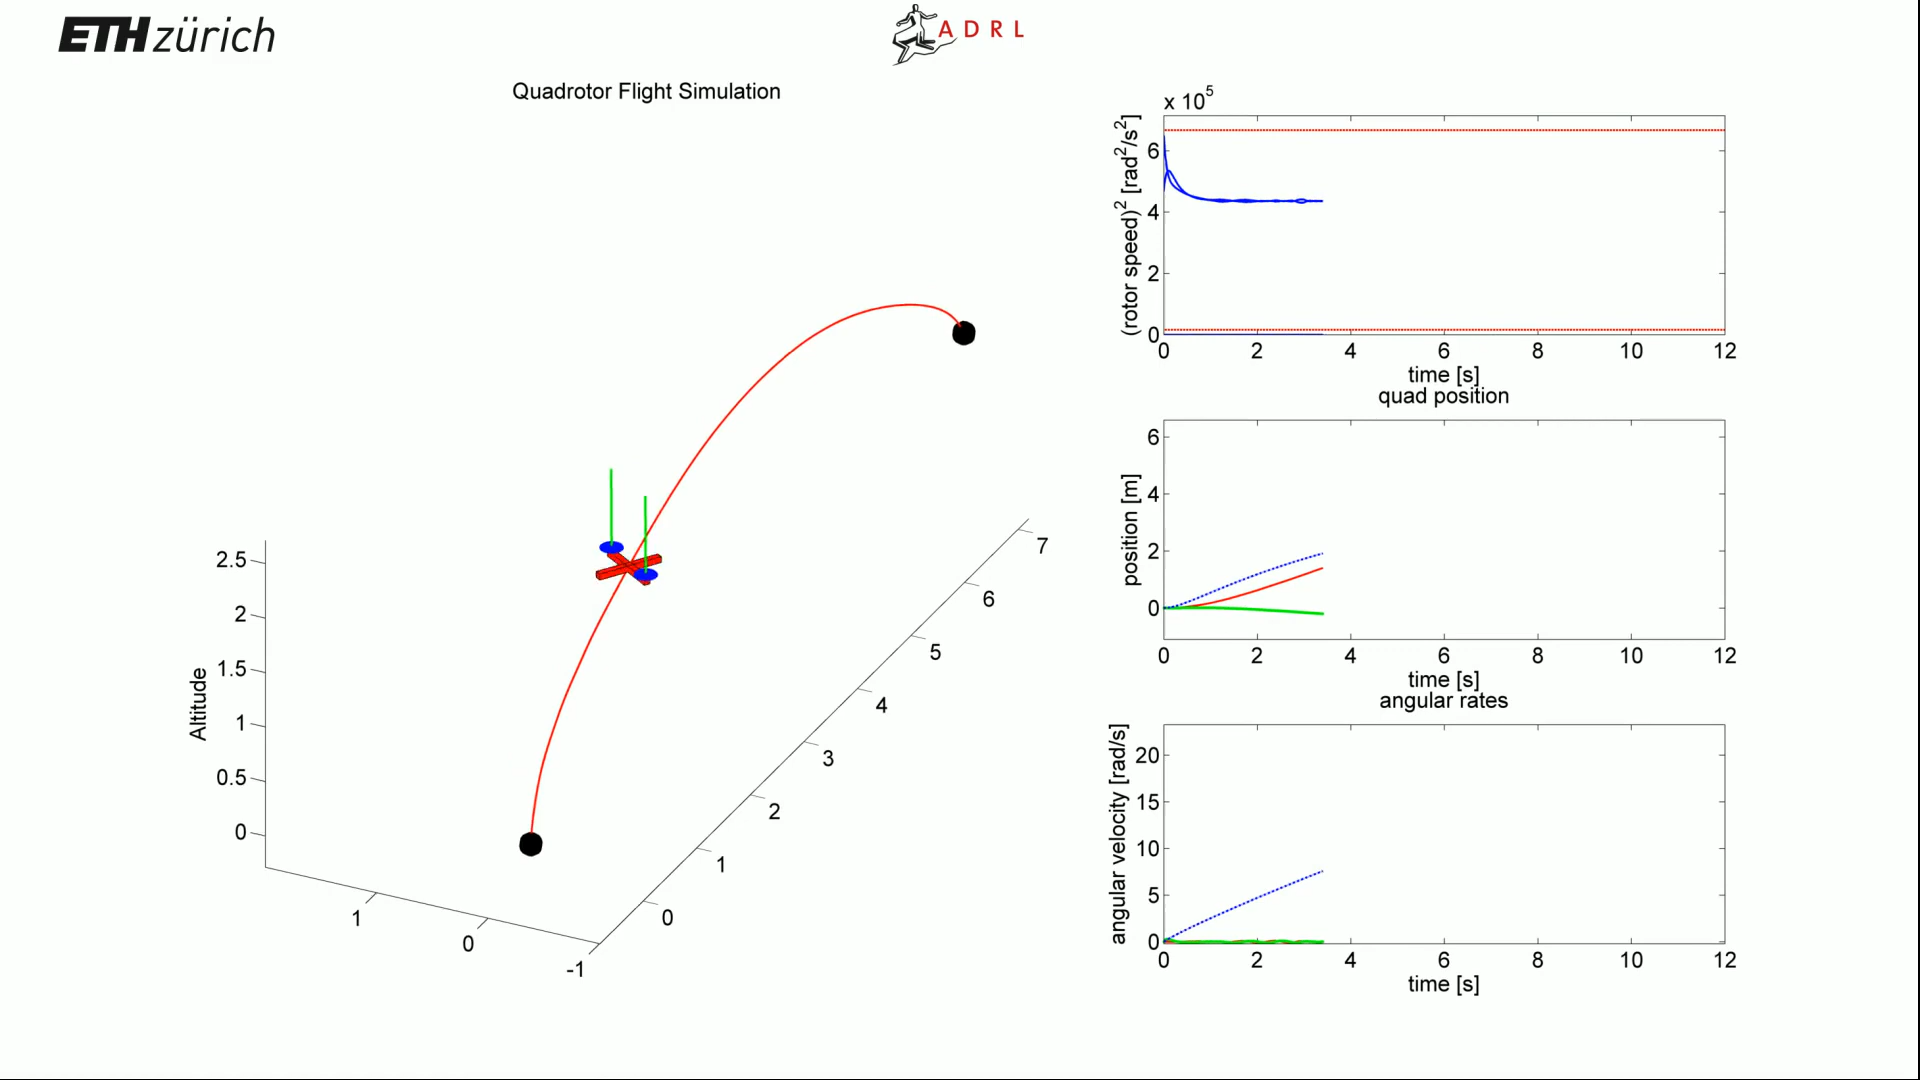 ETH zürich
ADRL
Quadrotor Flight Simulation
2.5
2
1.5
1
0.5
0
Altitude
1
0
-1
0
1
2
3
4
5
6
7
x 10^5
(rotor speed)^2 [rad^2/s^2]
6
4
2
0
0 2 4 6 8 10 12
time [s]
quad position
position [m]
6
4
2
0
0 2 4 6 8 10 12
time [s]
angular rates
angular velocity [rad/s]
20
15
10
5
0
0 2 4 6 8 10 12
time [s]